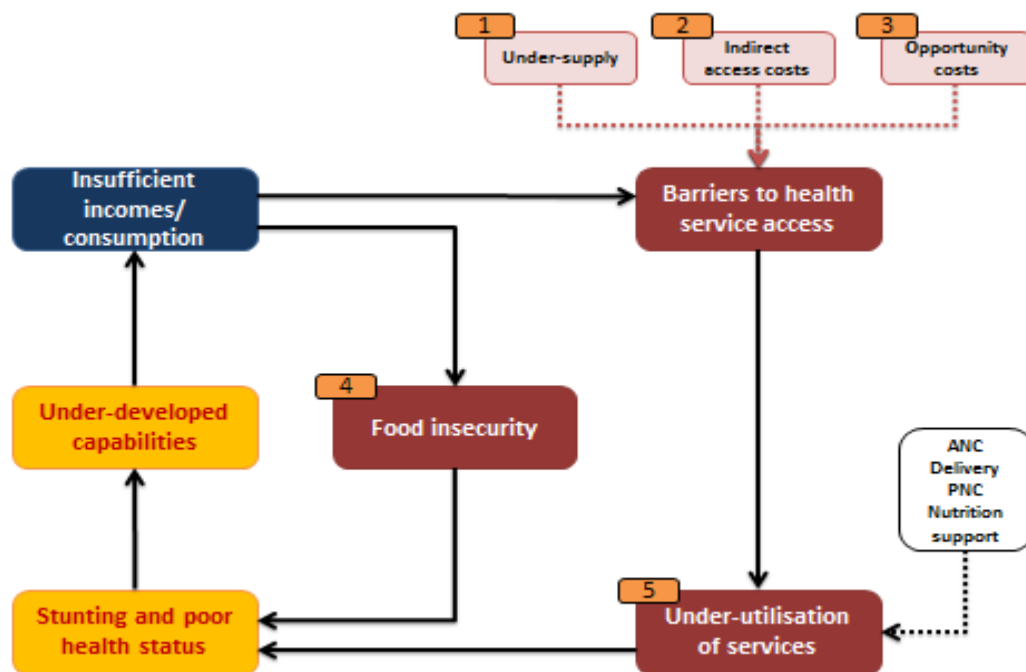 1
Under-supply
2
Indirect
access costs
3
Opportunity
costs
Insufficient
incomes/
consumption
Barriers to health
service access
Under-developed
capabilities
4
Food insecurity
ANC
Delivery
PNC
Nutrition
support
Stunting and poor
health status
5
Under-utilisation
of services